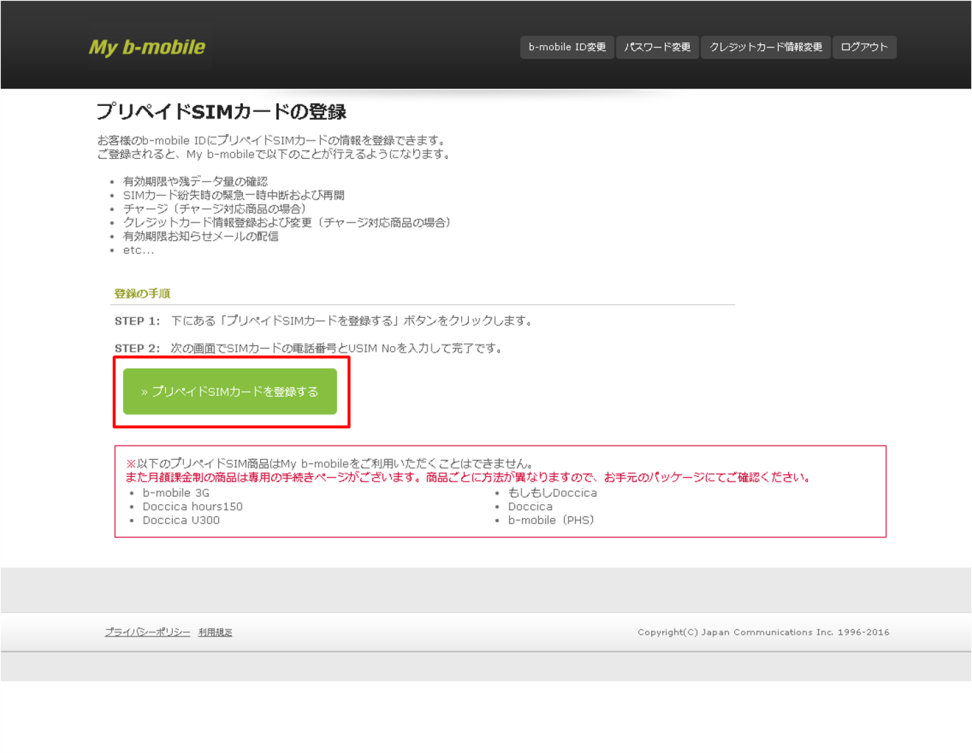 My b-mobile
b-mobile ID変更 パスワード変更 クレジットカード情報変更 ログアウト
プリペイドSIMカードの登録
お客様のb-mobile IDにプリペイドSIMカードの情報を登録できます。
ご登録されると、My b-mobileで以下のことが行えるようになります。
• 有効期限や残データ量の確認
• SIMカード紛失時の緊急一時中断および再開
• チャージ（チャージ対応商品の場合）
• クレジットカード情報登録および変更（チャージ対応商品の場合）
• 有効期限お知らせメールの配信
• etc...
登録の手順
STEP 1: 下にある「プリペイドSIMカードを登録する」ボタンをクリックします。
STEP 2: 次の画面でSIMカードの電話番号とUSIM Noを入力して完了です。
» プリペイドSIMカードを登録する
※以下のプリペイドSIM商品はMy b-mobileをご利用いただくことはできません。
また月額課金制の商品は専用の手続きページがございます。商品ごとに方法が異なりますので、お手元のパッケージにてご確認ください。
• b-mobile 3G
• Doccica hours150
• Doccica U300
• もしもしDoccica
• Doccica
• b-mobile（PHS）
プライバシーポリシー 利用規定
Copyright(C) Japan Communications Inc. 1996-2016